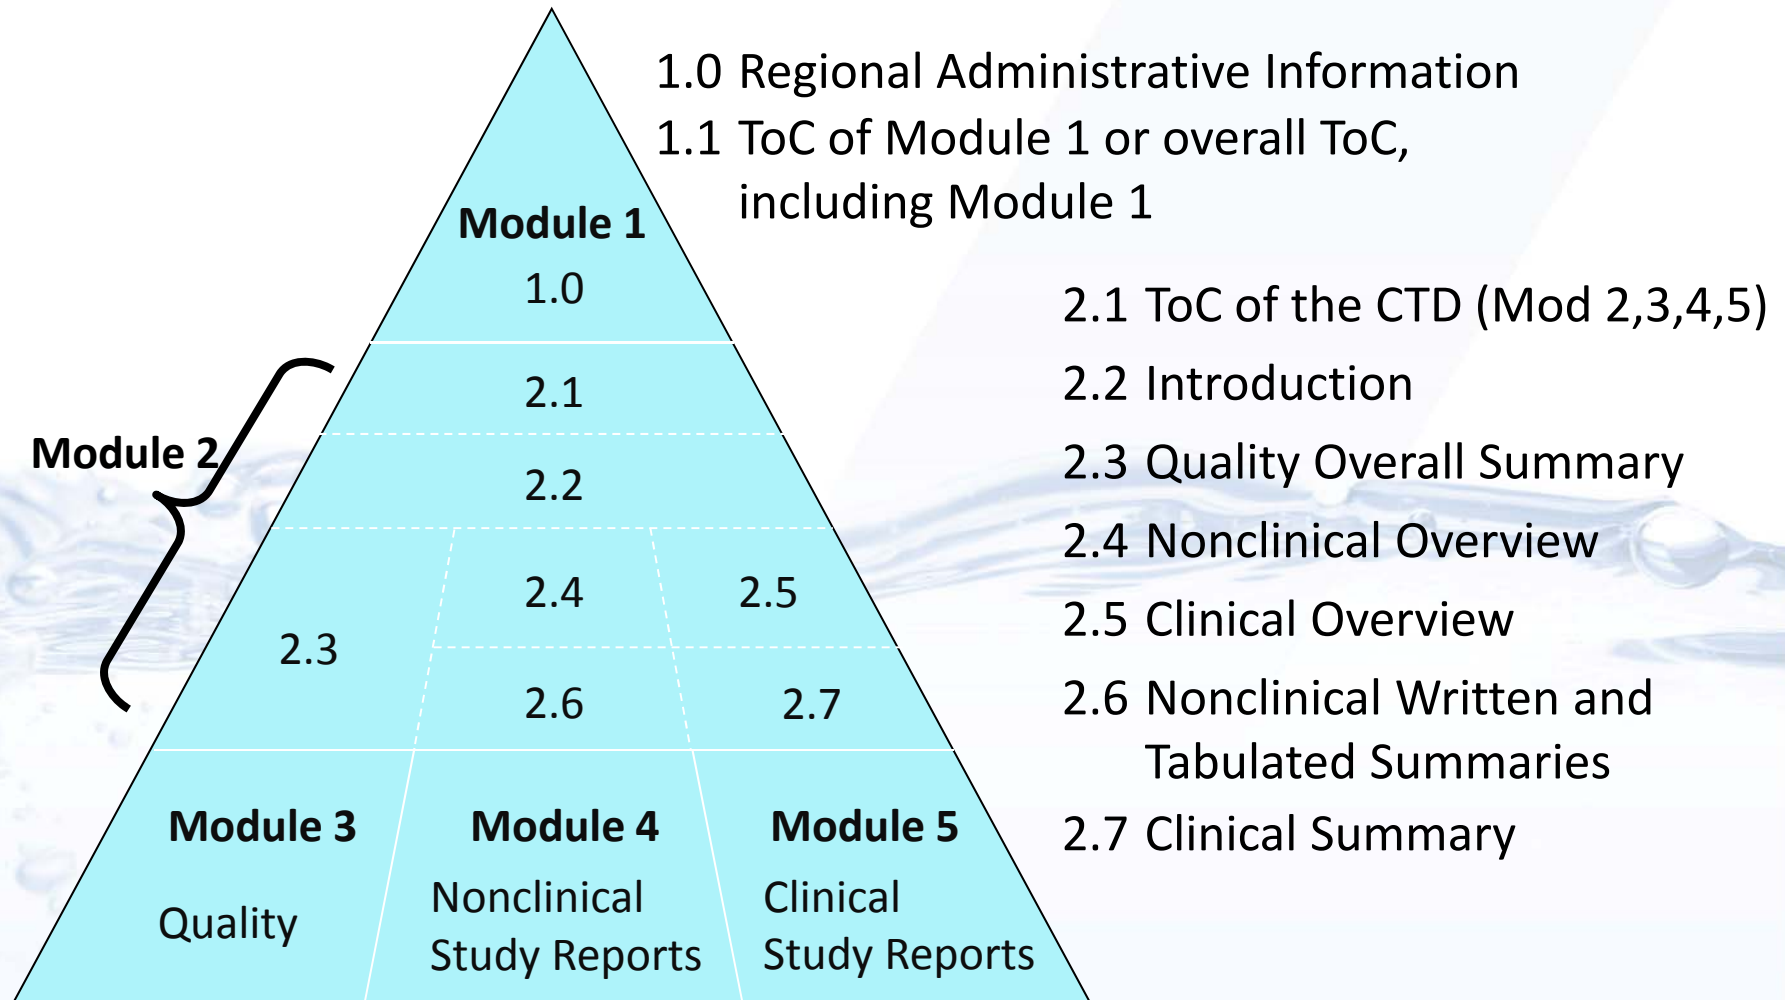 1.0 Regional Administrative Information
1.1 ToC of Module 1 or overall ToC,
including Module 1
Module 1
1.0
2.1 ToC of the CTD (Mod 2,3,4,5)
2.2 Introduction
2.3 Quality Overall Summary
2.4 Nonclinical Overview
2.5 Clinical Overview
2.6 Nonclinical Written and
Tabulated Summaries
2.7 Clinical Summary
Module 2
2.1
2.2
2.3
2.4
2.5
2.6
2.7
Module 3
Quality
Module 4
Nonclinical
Study Reports
Module 5
Clinical
Study Reports